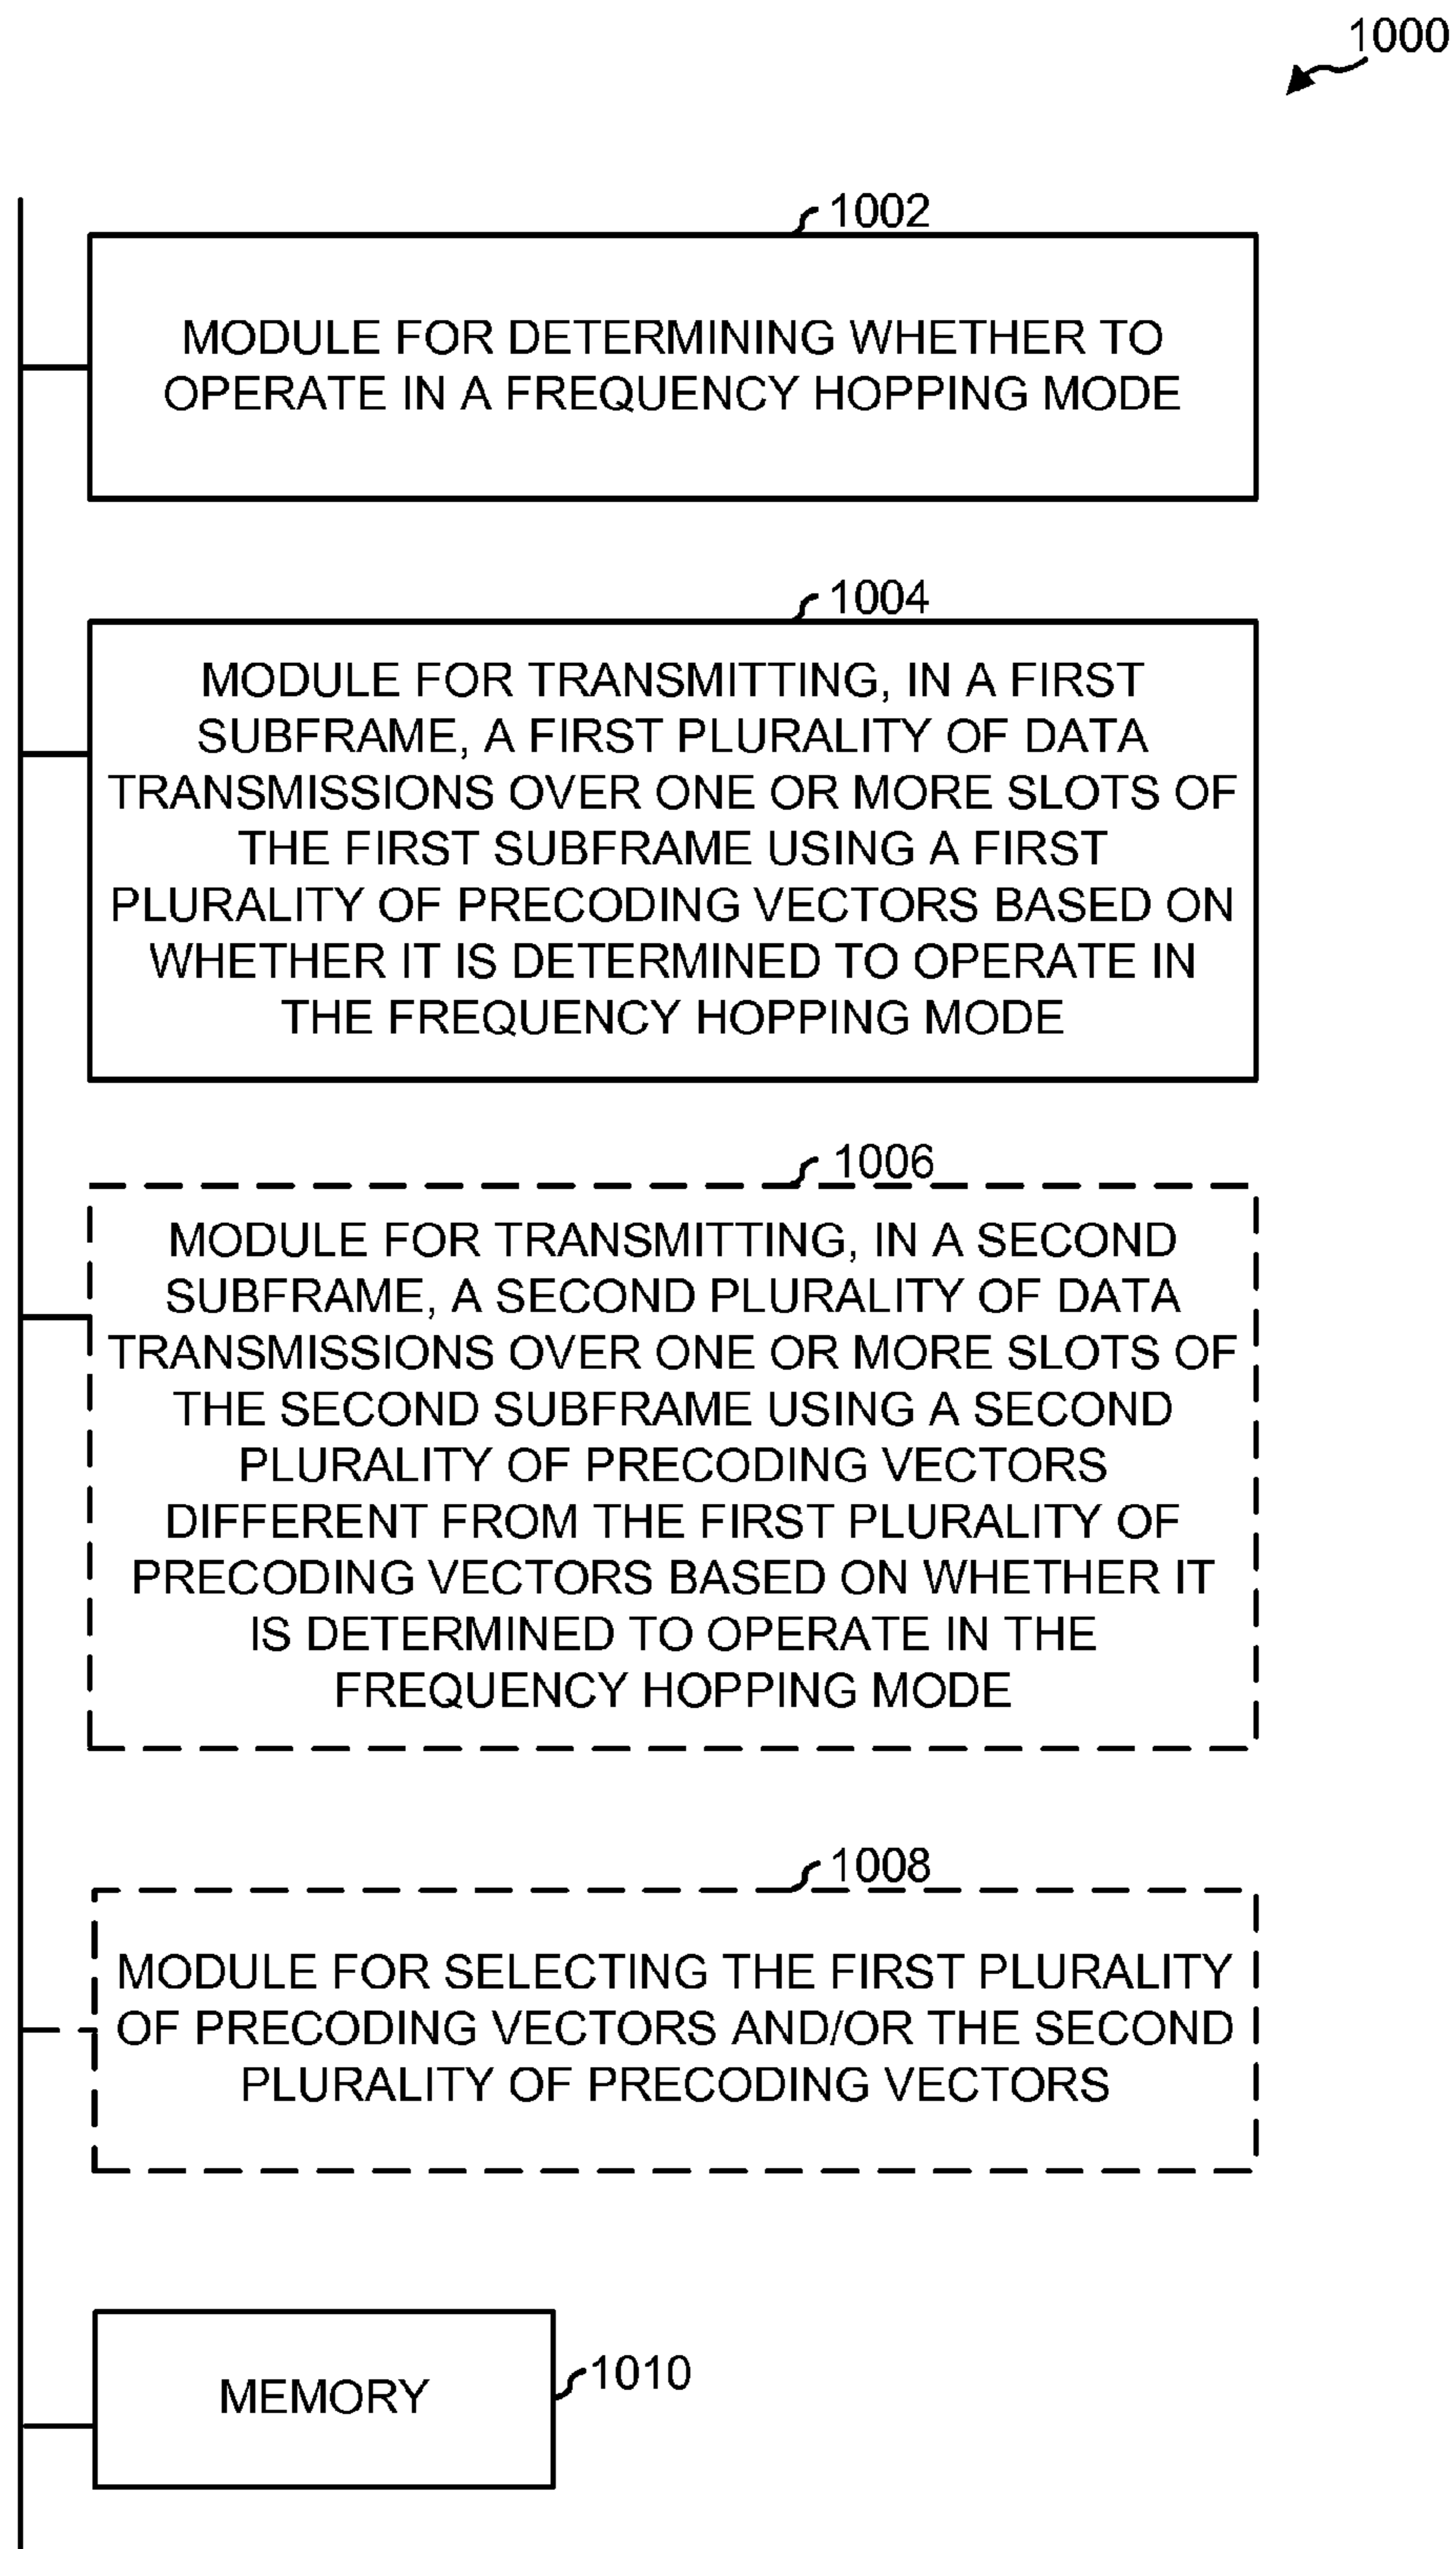 1000
1002
MODULE FOR DETERMINING WHETHER TO
OPERATE IN A FREQUENCY HOPPING MODE
1004
MODULE FOR TRANSMITTING, IN A FIRST
SUBFRAME, A FIRST PLURALITY OF DATA
TRANSMISSIONS OVER ONE OR MORE SLOTS OF
THE FIRST SUBFRAME USING A FIRST
PLURALITY OF PRECODING VECTORS BASED ON
WHETHER IT IS DETERMINED TO OPERATE IN
THE FREQUENCY HOPPING MODE
1006
MODULE FOR TRANSMITTING, IN A SECOND
SUBFRAME, A SECOND PLURALITY OF DATA
TRANSMISSIONS OVER ONE OR MORE SLOTS OF
THE SECOND SUBFRAME USING A SECOND
PLURALITY OF PRECODING VECTORS
DIFFERENT FROM THE FIRST PLURALITY OF
PRECODING VECTORS BASED ON WHETHER IT
IS DETERMINED TO OPERATE IN THE
FREQUENCY HOPPING MODE
1008
MODULE FOR SELECTING THE FIRST PLURALITY
OF PRECODING VECTORS AND/OR THE SECOND
PLURALITY OF PRECODING VECTORS
MEMORY
1010